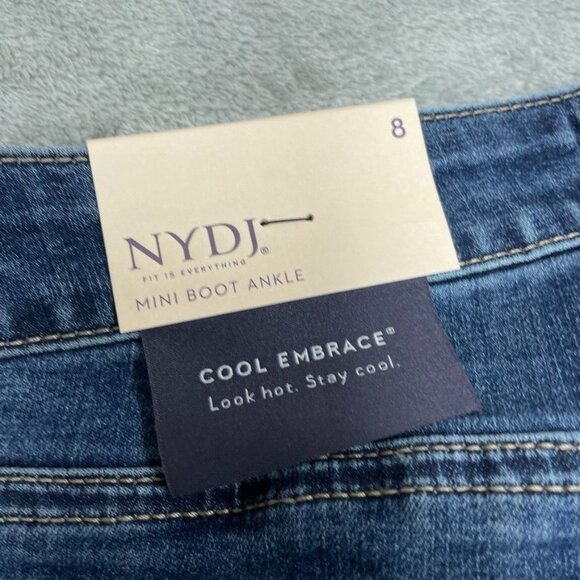 8
NYDJ®
FIT IS EVERYTHING
MINI BOOT ANKLE
COOL EMBRACE®
Look hot. Stay cool.